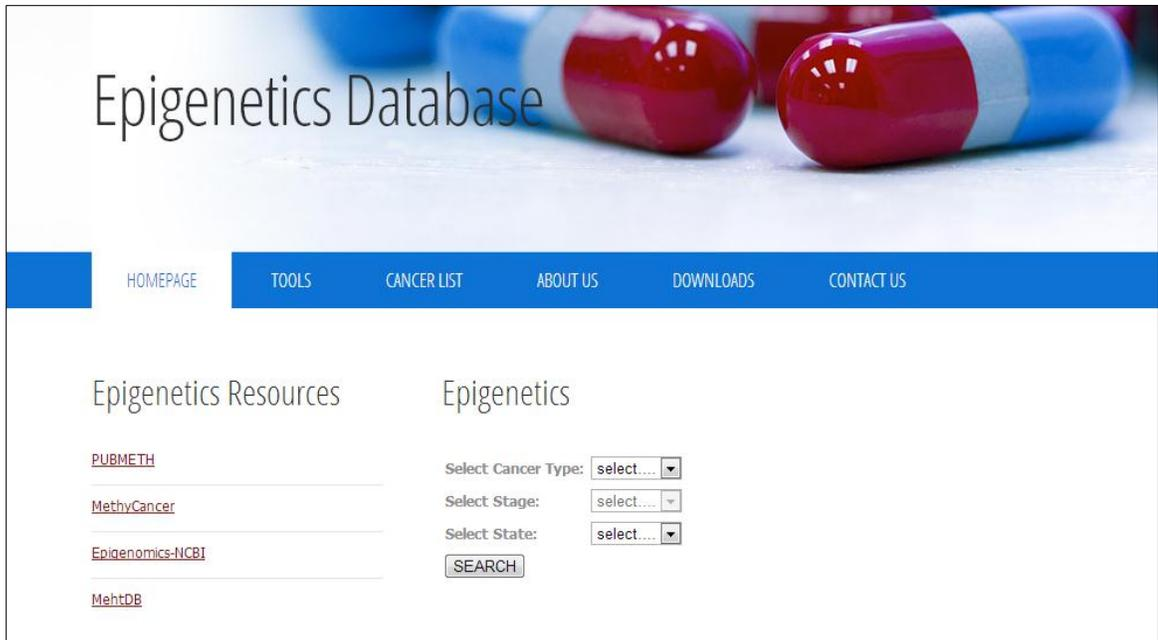 Epigenetics Database
HOMEPAGE TOOLS CANCER LIST ABOUT US DOWNLOADS CONTACT US
Epigenetics Resources
PUBMETH
MethyCancer
Epigenomics-NCBI
MehtDB
Epigenetics
Select Cancer Type: select....
Select Stage: select....
Select State: select....
SEARCH